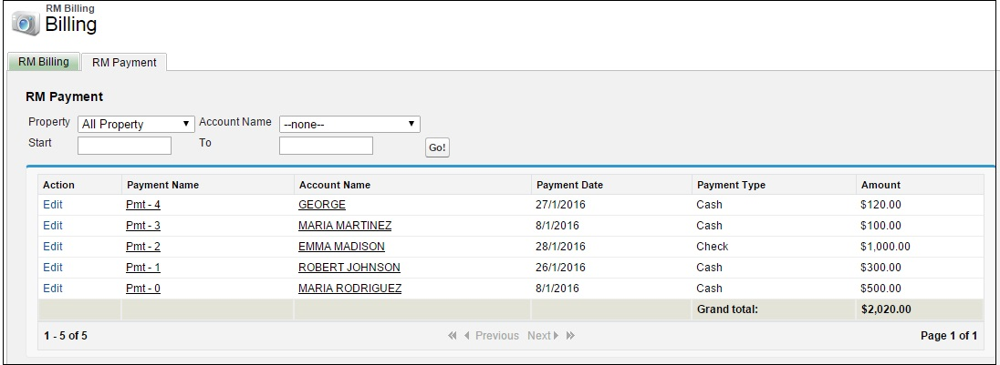 RM Billing
Billing
RM Billing RM Payment
RM Payment
Property All Property Account Name --none--
Start To Go!
Action Payment Name Account Name Payment Date Payment Type Amount
Edit Pmt - 4 GEORGE 27/1/2016 Cash $120.00
Edit Pmt - 3 MARIA MARTINEZ 8/1/2016 Cash $100.00
Edit Pmt - 2 EMMA MADISON 28/1/2016 Check $1,000.00
Edit Pmt - 1 ROBERT JOHNSON 26/1/2016 Cash $300.00
Edit Pmt - 0 MARIA RODRIGUEZ 8/1/2016 Cash $500.00
Grand total: $2,020.00
1 - 5 of 5 Previous Next Page 1 of 1